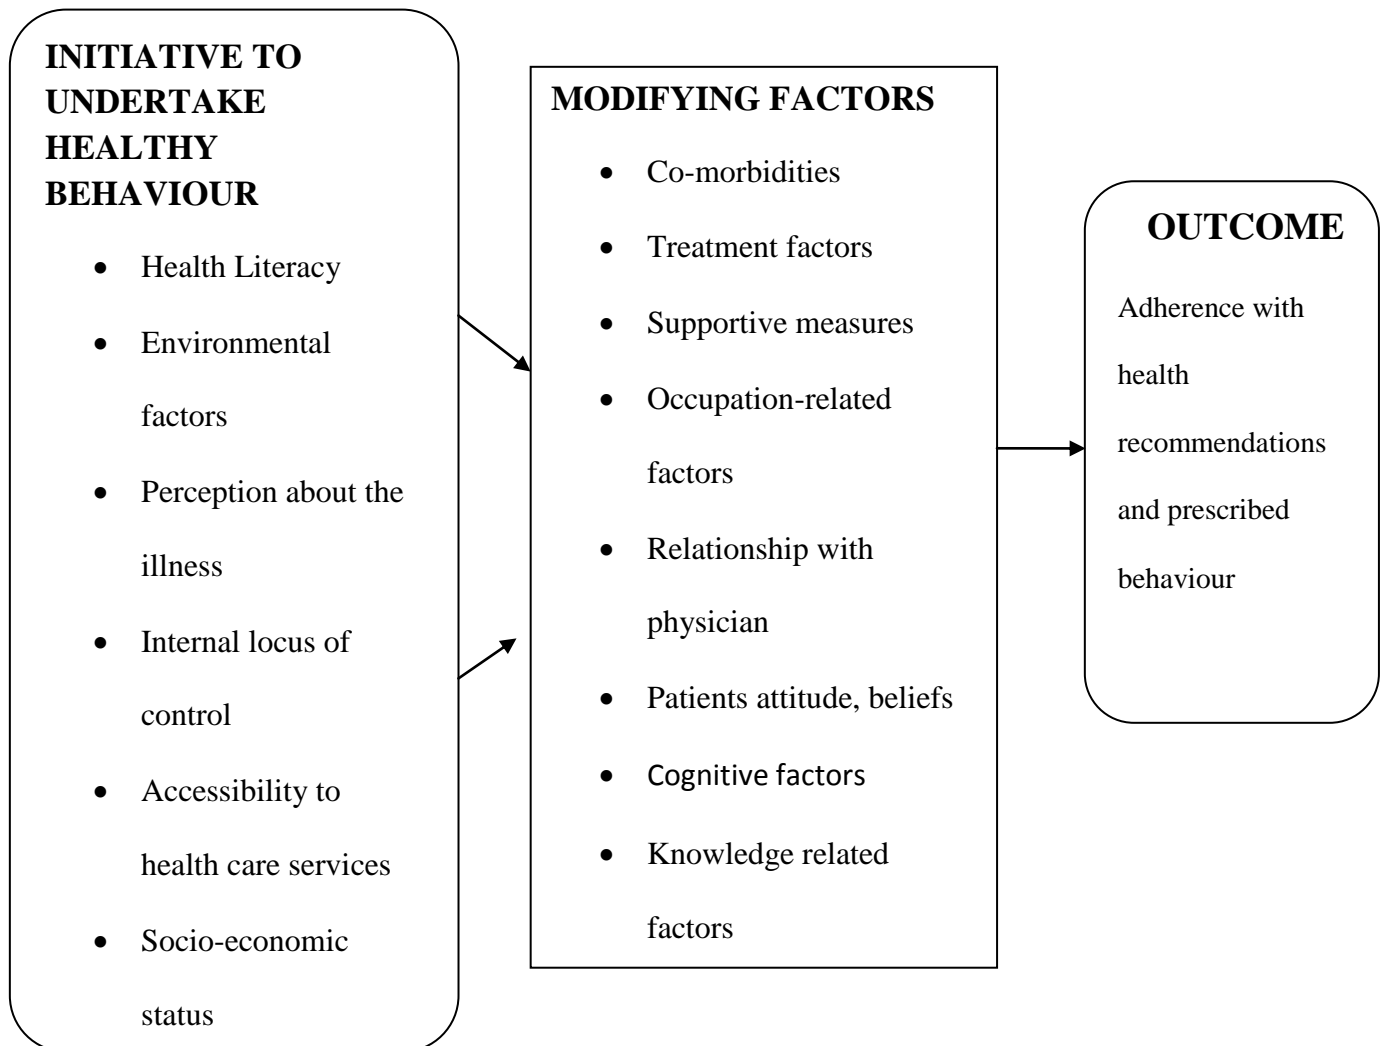 INITIATIVE TO
UNDERTAKE
HEALTHY
BEHAVIOUR
• Health Literacy
• Environmental
factors
• Perception about the
illness
• Internal locus of
control
• Accessibility to
health care services
• Socio-economic
status
MODIFYING FACTORS
• Co-morbidities
• Treatment factors
• Supportive measures
• Occupation-related
factors
• Relationship with
physician
• Patients attitude, beliefs
• Cognitive factors
• Knowledge related
factors
OUTCOME
Adherence with
health
recommendations
and prescribed
behaviour